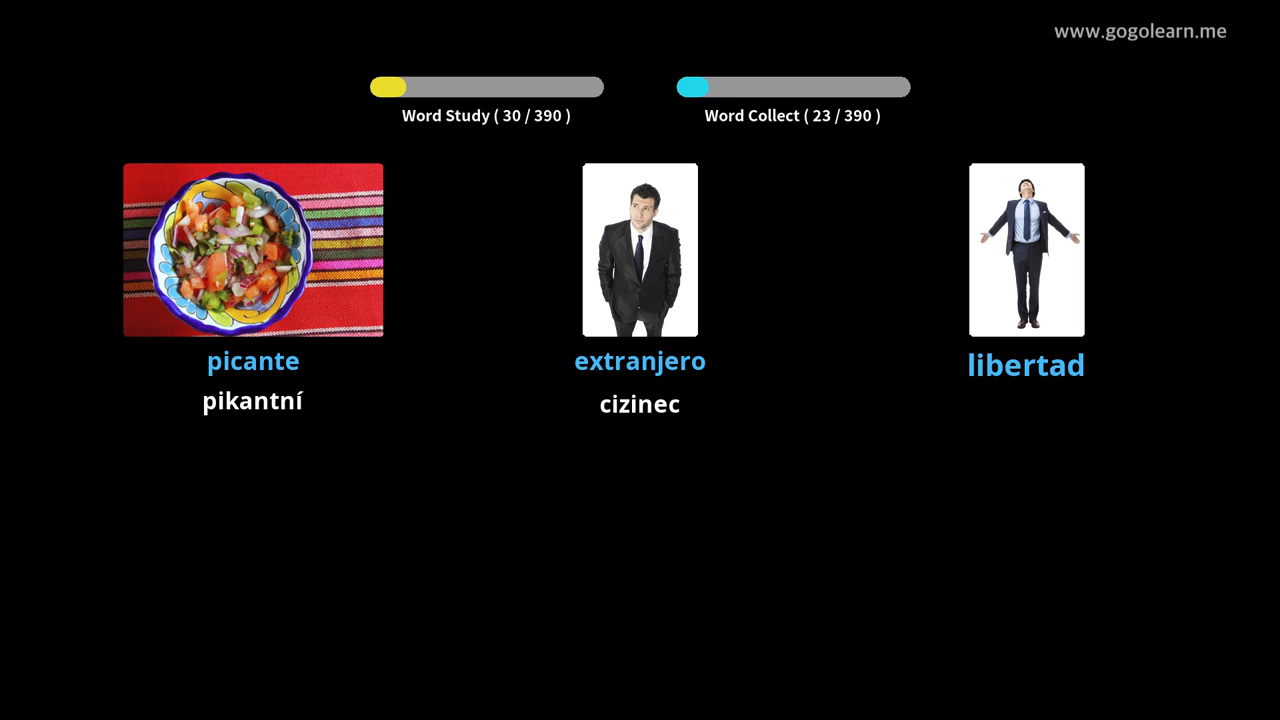 www.gogolearn.me
Word Study ( 30 / 390 )
Word Collect ( 23 / 390 )
picante
extranjero
libertad
pikantní
cizinec